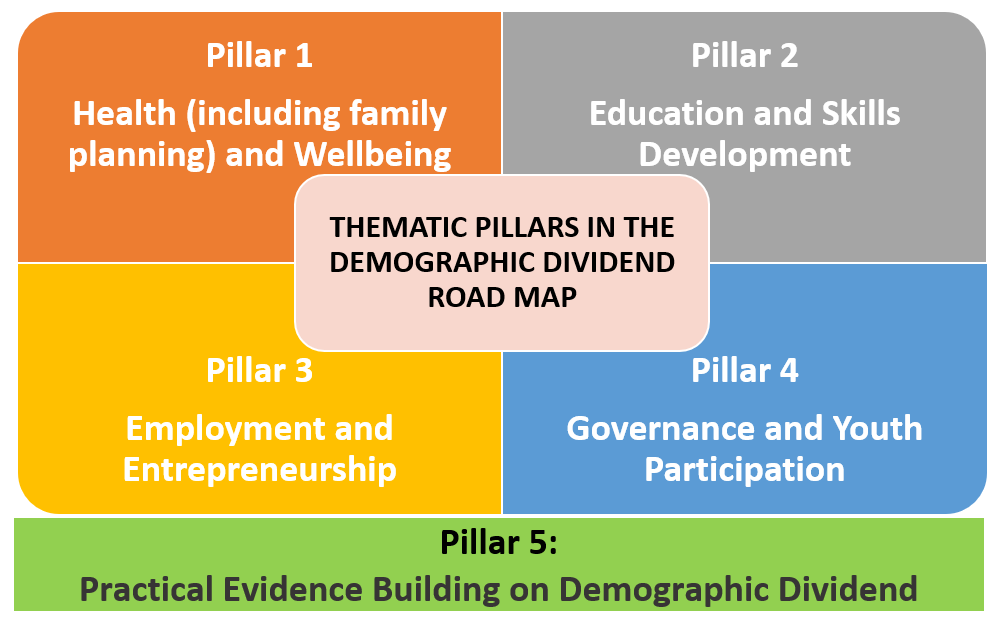 Pillar 1
Health (including family
planning) and Wellbeing
Pillar 2
Education and Skills
Development
THEMATIC PILLARS IN THE
DEMOGRAPHIC DIVIDEND
ROAD MAP
Pillar 3
Employment and
Entrepreneurship
Pillar 4
Governance and Youth
Participation
Pillar 5:
Practical Evidence Building on Demographic Dividend